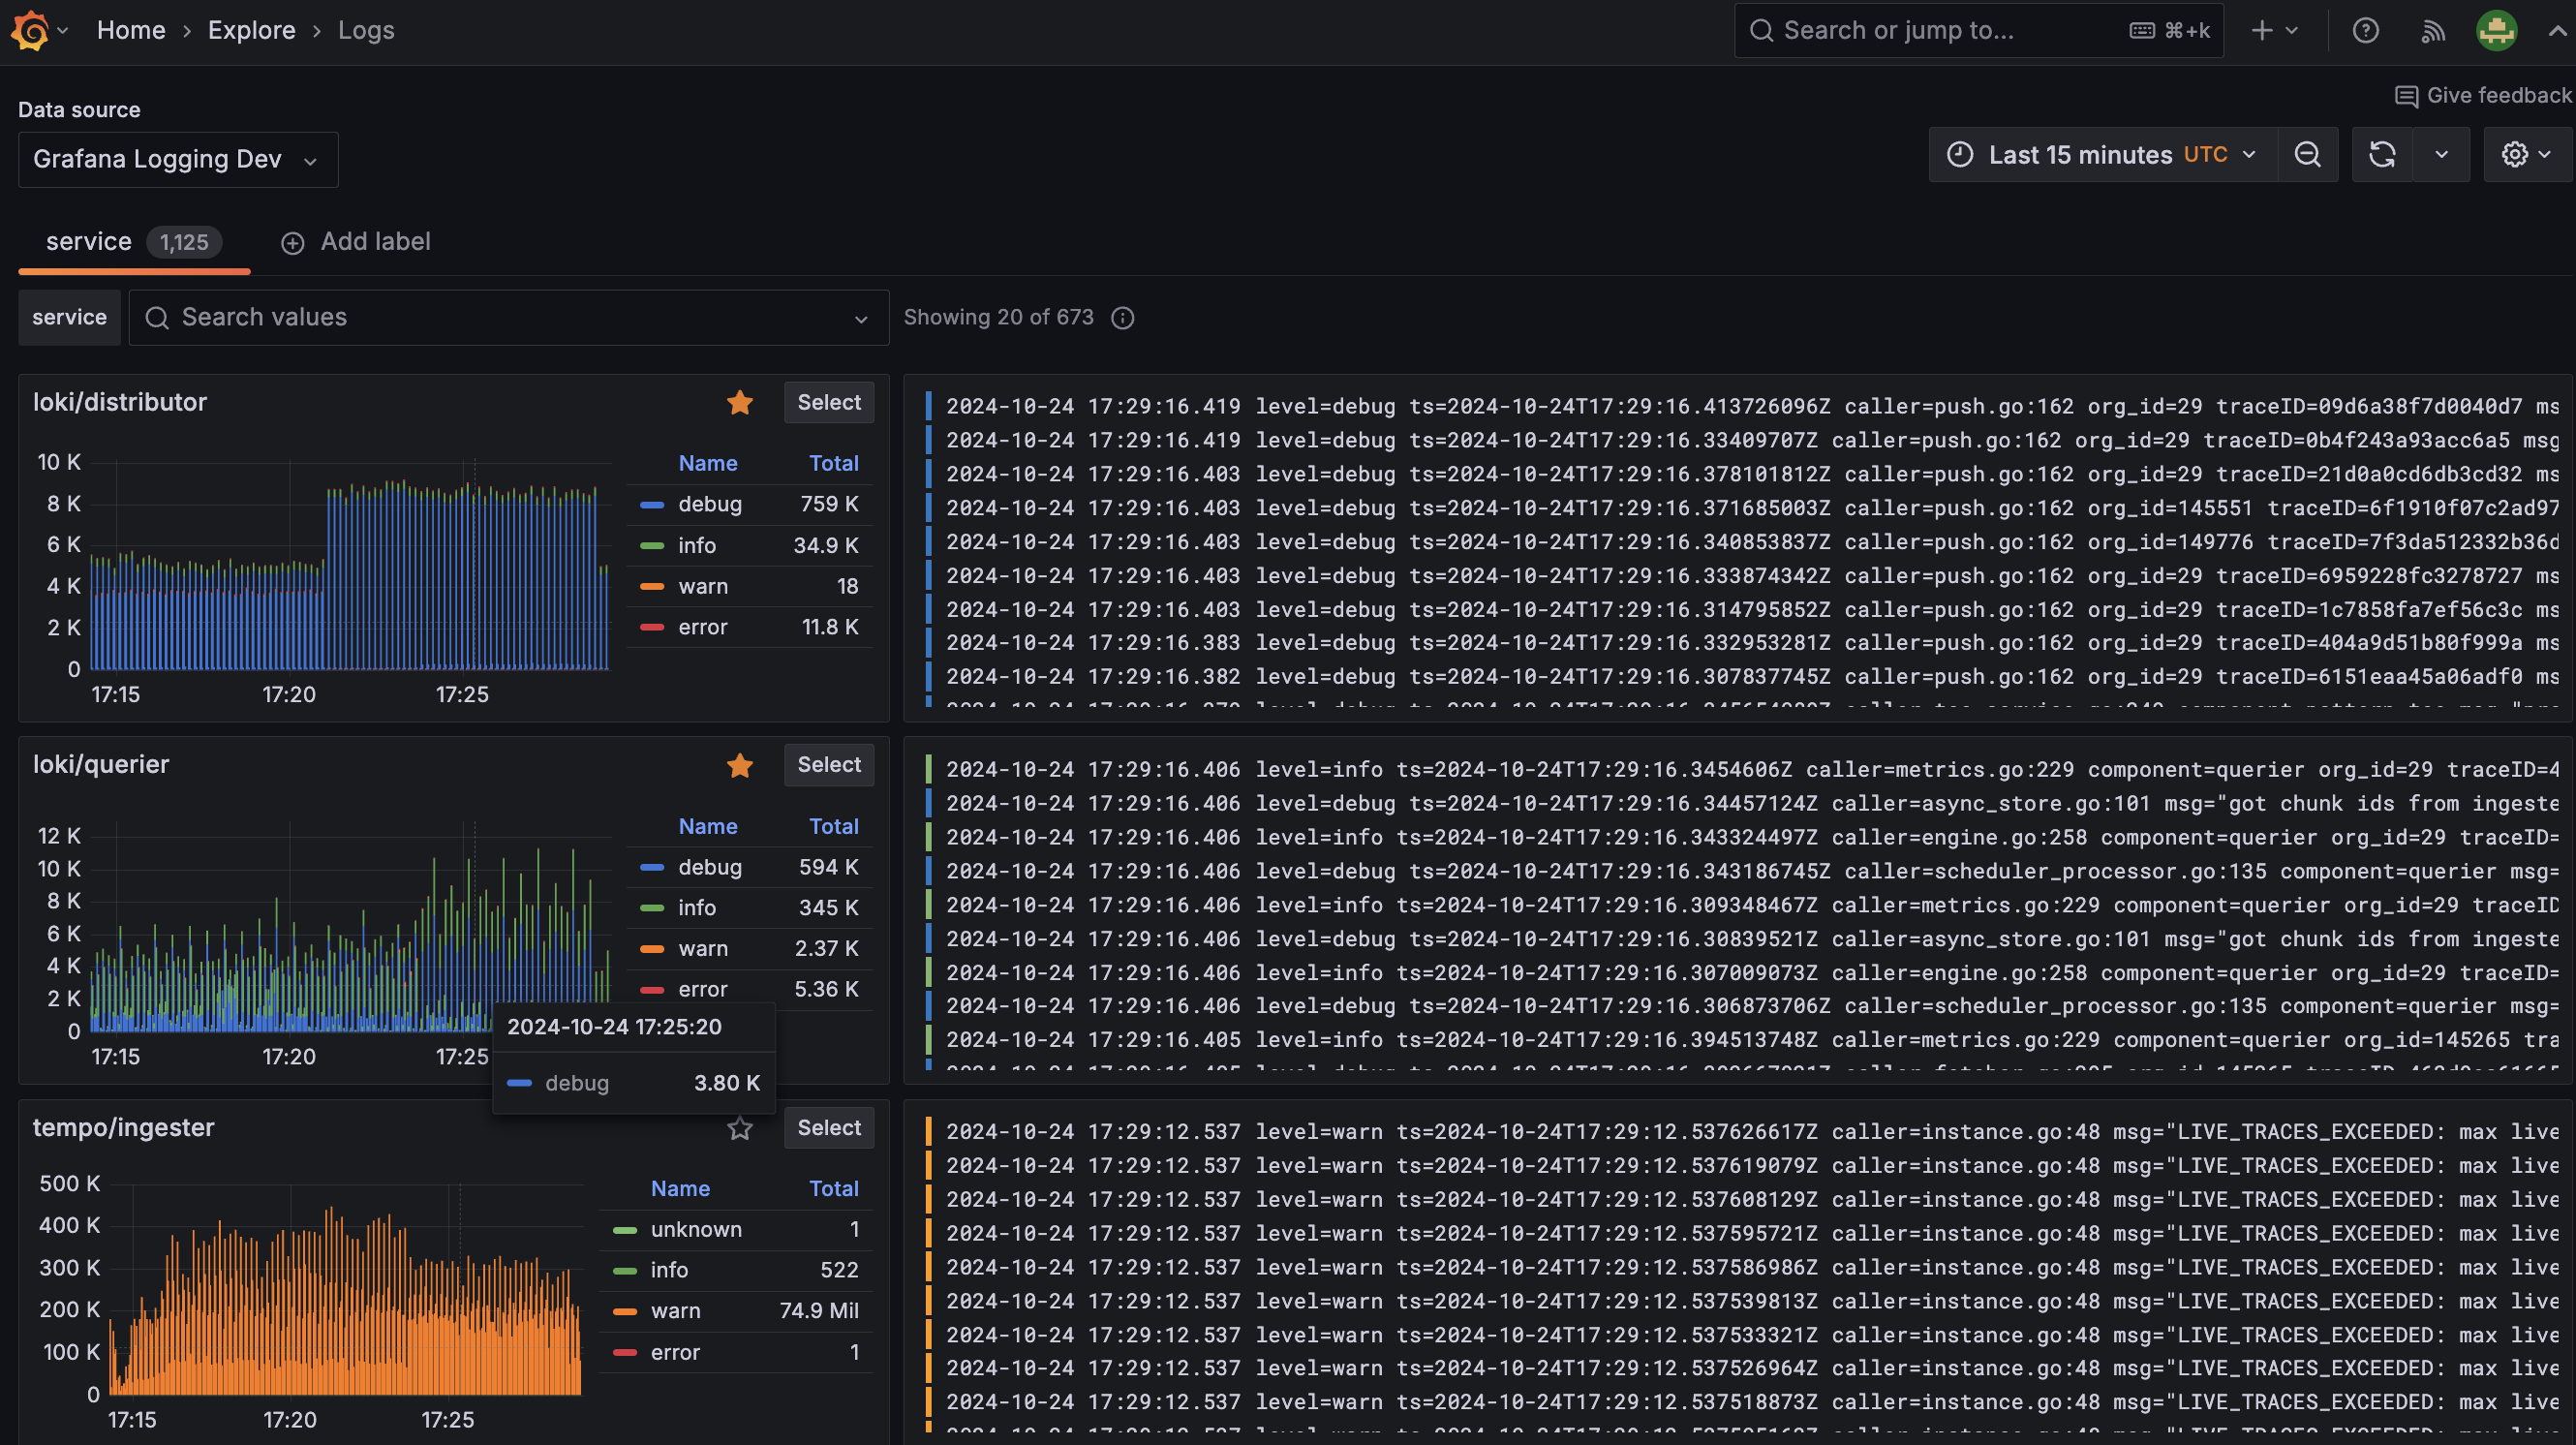 Home › Explore › Logs
Search or jump to... ⌘+k
Give feedback
Data source
Grafana Logging Dev
Last 15 minutes UTC
service 1,125 Add label
service Search values Showing 20 of 673
loki/distributor Select
Name Total
debug 759 K
info 34.9 K
warn 18
error 11.8 K
10 K
8 K
6 K
4 K
2 K
0
17:15 17:20 17:25
2024-10-24 17:29:16.419 level=debug ts=2024-10-24T17:29:16.413726096Z caller=push.go:162 org_id=29 traceID=09d6a38f7d0040d7 ms
2024-10-24 17:29:16.419 level=debug ts=2024-10-24T17:29:16.33409707Z caller=push.go:162 org_id=29 traceID=0b4f243a93acc6a5 msg
2024-10-24 17:29:16.403 level=debug ts=2024-10-24T17:29:16.378101812Z caller=push.go:162 org_id=29 traceID=21d0a0cd6db3cd32 ms
2024-10-24 17:29:16.403 level=debug ts=2024-10-24T17:29:16.371685003Z caller=push.go:162 org_id=145551 traceID=6f1910f07c2ad97
2024-10-24 17:29:16.403 level=debug ts=2024-10-24T17:29:16.340853837Z caller=push.go:162 org_id=149776 traceID=7f3da512332b36d
2024-10-24 17:29:16.403 level=debug ts=2024-10-24T17:29:16.333874342Z caller=push.go:162 org_id=29 traceID=6959228fc3278727 ms
2024-10-24 17:29:16.403 level=debug ts=2024-10-24T17:29:16.314795852Z caller=push.go:162 org_id=29 traceID=1c7858fa7ef56c3c ms
2024-10-24 17:29:16.383 level=debug ts=2024-10-24T17:29:16.332953281Z caller=push.go:162 org_id=29 traceID=404a9d51b80f999a ms
2024-10-24 17:29:16.382 level=debug ts=2024-10-24T17:29:16.307837745Z caller=push.go:162 org_id=29 traceID=6151eaa45a06adf0 ms
loki/querier Select
Name Total
debug 594 K
info 345 K
warn 2.37 K
error 5.36 K
12 K
10 K
8 K
6 K
4 K
2 K
0
17:15 17:20 17:25
2024-10-24 17:25:20
debug 3.80 K
2024-10-24 17:29:16.406 level=info ts=2024-10-24T17:29:16.3454606Z caller=metrics.go:229 component=querier org_id=29 traceID=4
2024-10-24 17:29:16.406 level=debug ts=2024-10-24T17:29:16.34457124Z caller=async_store.go:101 msg="got chunk ids from ingeste
2024-10-24 17:29:16.406 level=info ts=2024-10-24T17:29:16.343324497Z caller=engine.go:258 component=querier org_id=29 traceID=
2024-10-24 17:29:16.406 level=debug ts=2024-10-24T17:29:16.343186745Z caller=scheduler_processor.go:135 component=querier msg=
2024-10-24 17:29:16.406 level=info ts=2024-10-24T17:29:16.309348467Z caller=metrics.go:229 component=querier org_id=29 traceID
2024-10-24 17:29:16.406 level=debug ts=2024-10-24T17:29:16.30839521Z caller=async_store.go:101 msg="got chunk ids from ingeste
2024-10-24 17:29:16.406 level=info ts=2024-10-24T17:29:16.307009073Z caller=engine.go:258 component=querier org_id=29 traceID=
2024-10-24 17:29:16.406 level=debug ts=2024-10-24T17:29:16.306873706Z caller=scheduler_processor.go:135 component=querier msg=
2024-10-24 17:29:16.405 level=info ts=2024-10-24T17:29:16.394513748Z caller=metrics.go:229 component=querier org_id=145265 tra
tempo/ingester Select
Name Total
unknown 1
info 522
warn 74.9 Mil
error 1
500 K
400 K
300 K
200 K
100 K
0
17:15 17:20 17:25
2024-10-24 17:29:12.537 level=warn ts=2024-10-24T17:29:12.537626617Z caller=instance.go:48 msg="LIVE_TRACES_EXCEEDED: max live
2024-10-24 17:29:12.537 level=warn ts=2024-10-24T17:29:12.537619079Z caller=instance.go:48 msg="LIVE_TRACES_EXCEEDED: max live
2024-10-24 17:29:12.537 level=warn ts=2024-10-24T17:29:12.537608129Z caller=instance.go:48 msg="LIVE_TRACES_EXCEEDED: max live
2024-10-24 17:29:12.537 level=warn ts=2024-10-24T17:29:12.537595721Z caller=instance.go:48 msg="LIVE_TRACES_EXCEEDED: max live
2024-10-24 17:29:12.537 level=warn ts=2024-10-24T17:29:12.537586986Z caller=instance.go:48 msg="LIVE_TRACES_EXCEEDED: max live
2024-10-24 17:29:12.537 level=warn ts=2024-10-24T17:29:12.537539813Z caller=instance.go:48 msg="LIVE_TRACES_EXCEEDED: max live
2024-10-24 17:29:12.537 level=warn ts=2024-10-24T17:29:12.537533321Z caller=instance.go:48 msg="LIVE_TRACES_EXCEEDED: max live
2024-10-24 17:29:12.537 level=warn ts=2024-10-24T17:29:12.537526964Z caller=instance.go:48 msg="LIVE_TRACES_EXCEEDED: max live
2024-10-24 17:29:12.537 level=warn ts=2024-10-24T17:29:12.537518873Z caller=instance.go:48 msg="LIVE_TRACES_EXCEEDED: max live